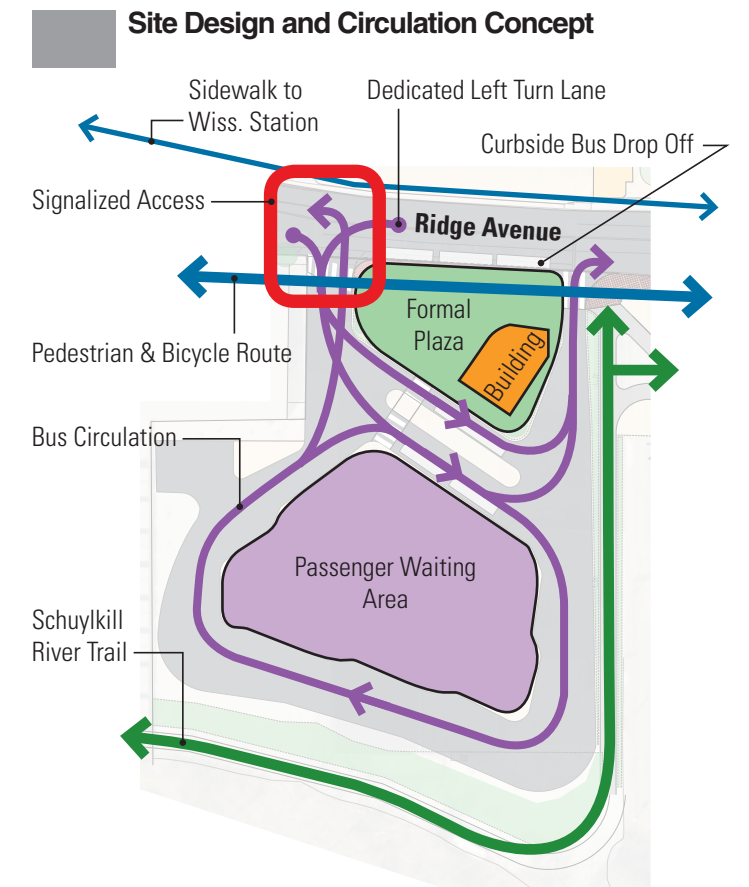 Site Design and Circulation Concept
Sidewalk to
Wiss. Station
Dedicated Left Turn Lane
Curbside Bus Drop Off
Signalized Access
Ridge Avenue
Formal
Plaza
Building
Pedestrian & Bicycle Route
Bus Circulation
Passenger Waiting
Area
Schuylkill
River Trail